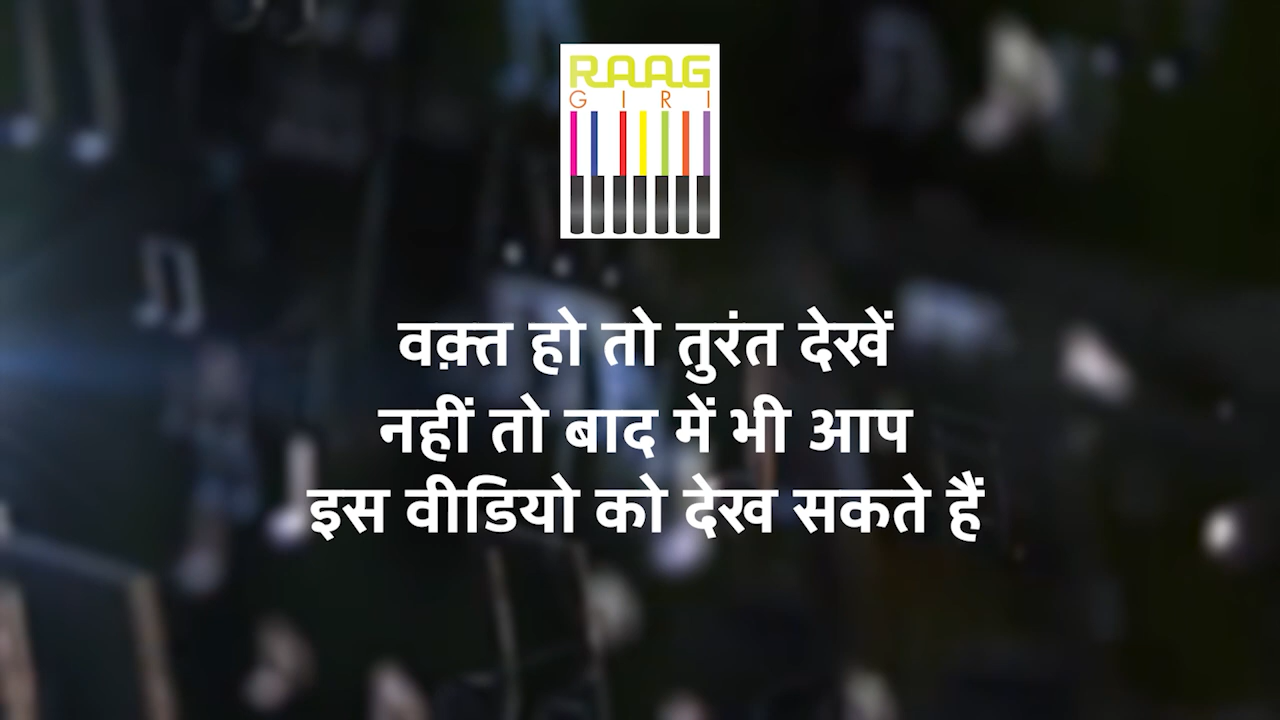 RAAG
GIRI
वक़्त हो तो तुरंत देखें
नहीं तो बाद में भी आप
इस वीडियो को देख सकते हैं